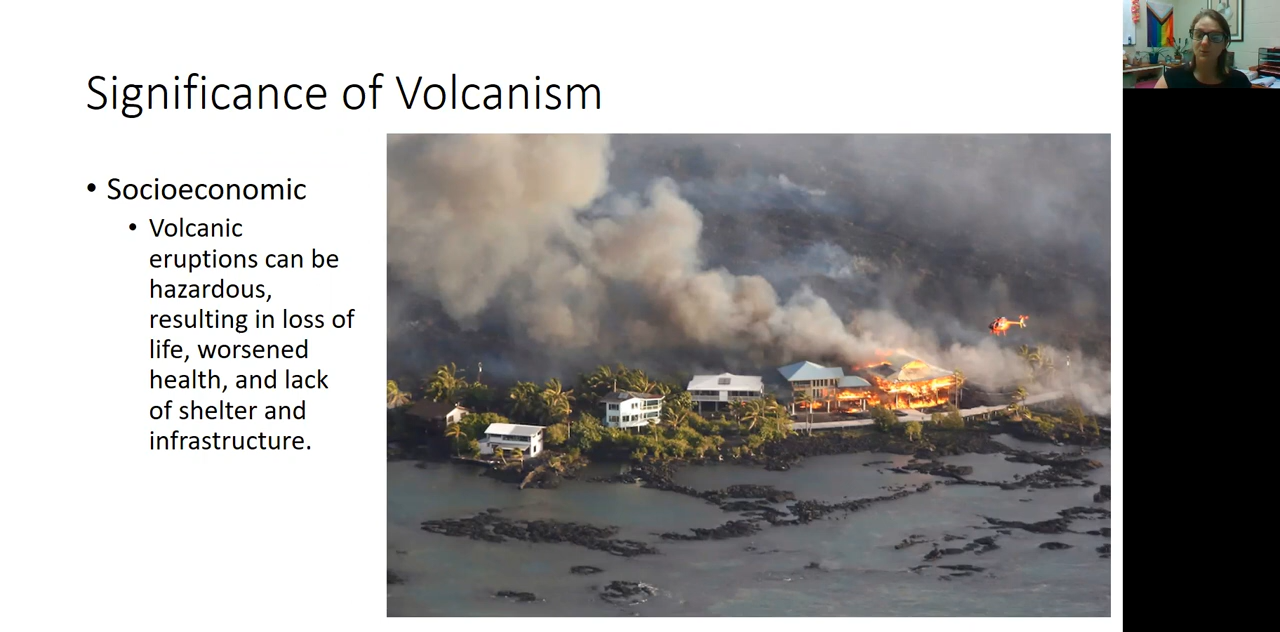 Significance of Volcanism
• Socioeconomic
• Volcanic
eruptions can be
hazardous,
resulting in loss of
life, worsened
health, and lack
of shelter and
infrastructure.